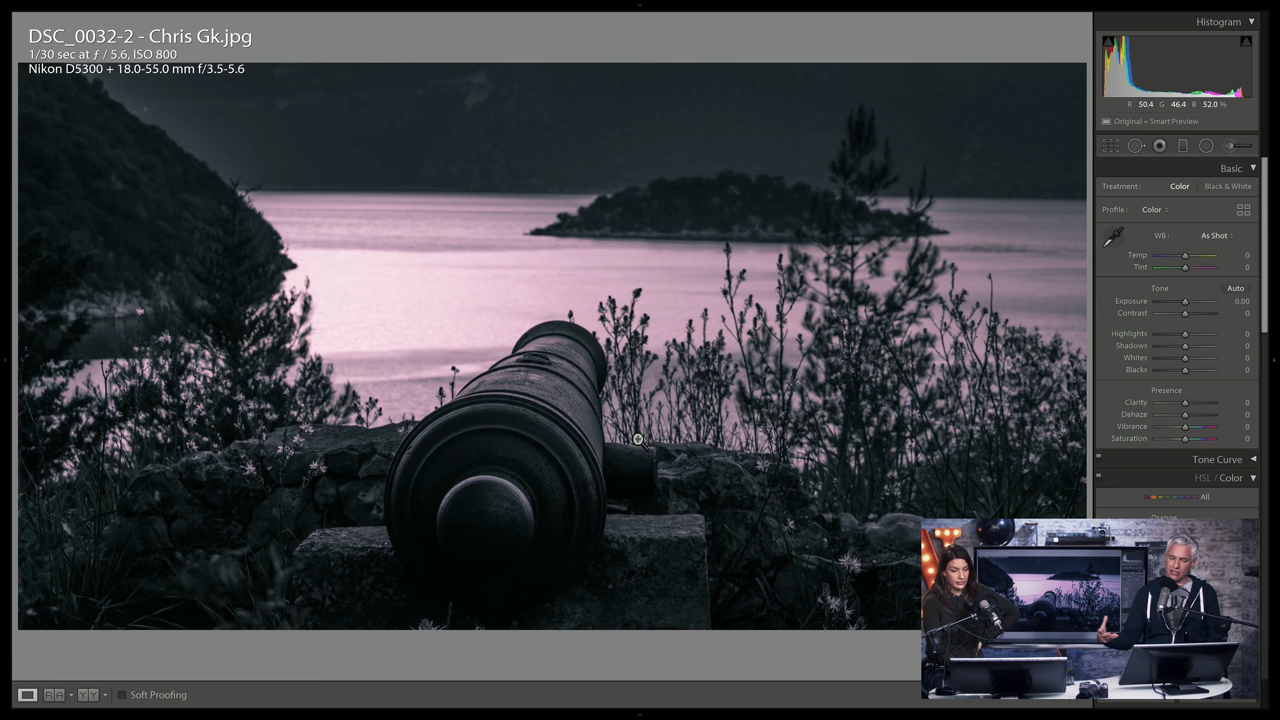 DSC_0032-2 - Chris Gk.jpg
1/30 sec at ƒ / 5.6, ISO 800
Nikon D5300 + 18.0-55.0 mm f/3.5-5.6
Histogram
R 50.4 G 46.4 B 52.0 %
Original + Smart Preview
Basic
Treatment : Color Black & White
Profile : Color
WB : As Shot
Temp 0
Tint 0
Tone Auto
Exposure 0.00
Contrast 0
Highlights 0
Shadows 0
Whites 0
Blacks 0
Presence
Clarity 0
Dehaze 0
Vibrance 0
Saturation 0
Tone Curve
HSL / Color
All
Orange
R A Y Y Soft Proofing